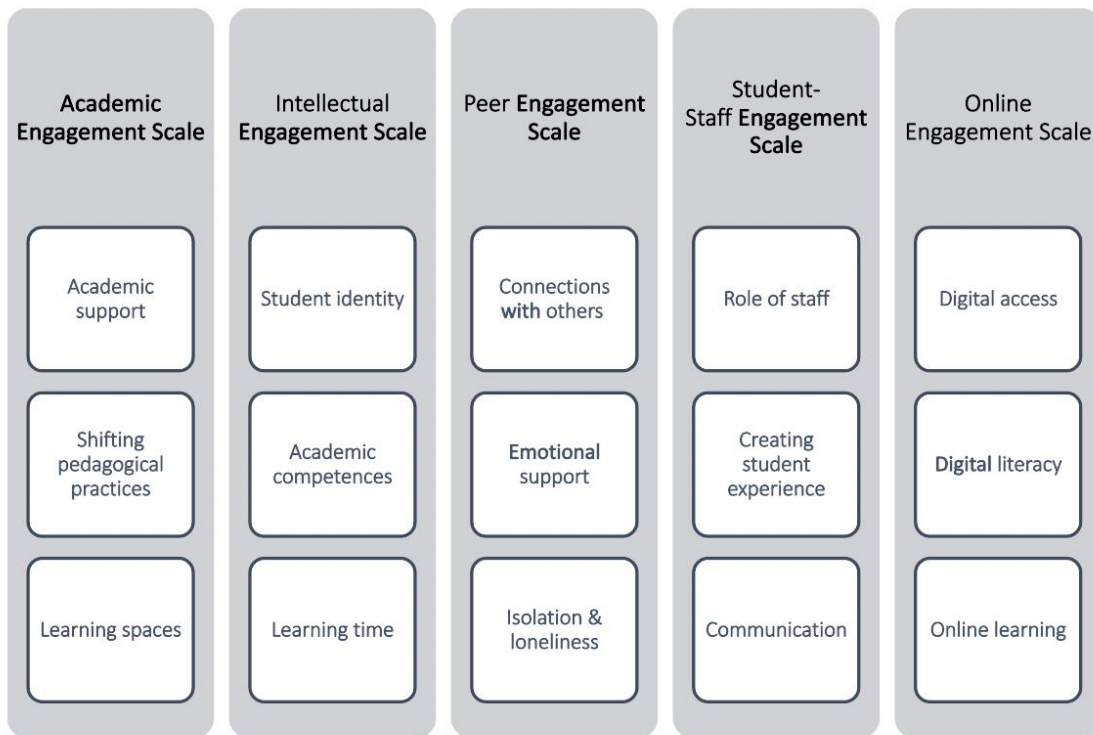 Academic
Engagement Scale
Academic
support
Shifting
pedagogical
practices
Learning spaces
Intellectual
Engagement Scale
Student identity
Academic
competences
Learning time
Peer Engagement
Scale
Connections
with others
Emotional
support
Isolation &
loneliness
Student-
Staff Engagement
Scale
Role of staff
Creating
student
experience
Communication
Online
Engagement Scale
Digital access
Digital literacy
Online learning